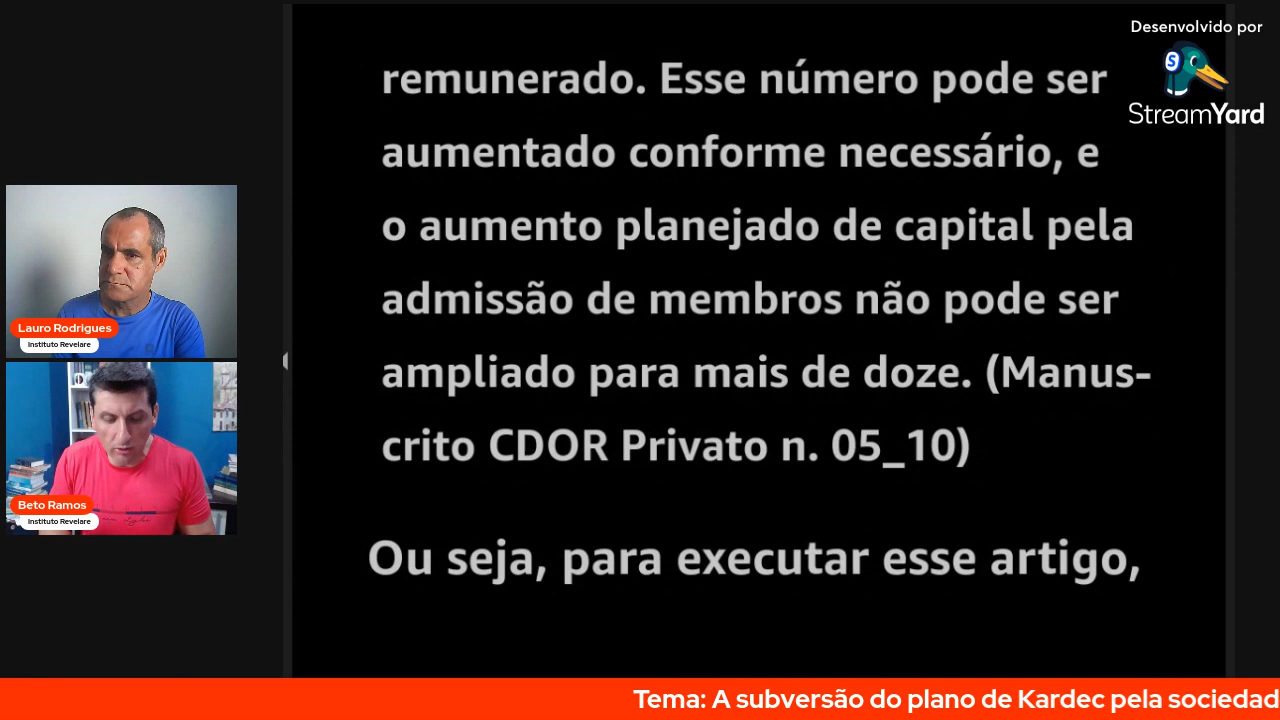 Desenvolvido por
StreamYard
remunerado. Esse número pode ser
aumentado conforme necessário, e
o aumento planejado de capital pela
admissão de membros não pode ser
ampliado para mais de doze. (Manus-
crito CDOR Privato n. 05_10)
Ou seja, para executar esse artigo,
Lauro Rodrigues
Instituto Revelare
Beto Ramos
Instituto Revelare
Tema: A subversão do plano de Kardec pela sociedad